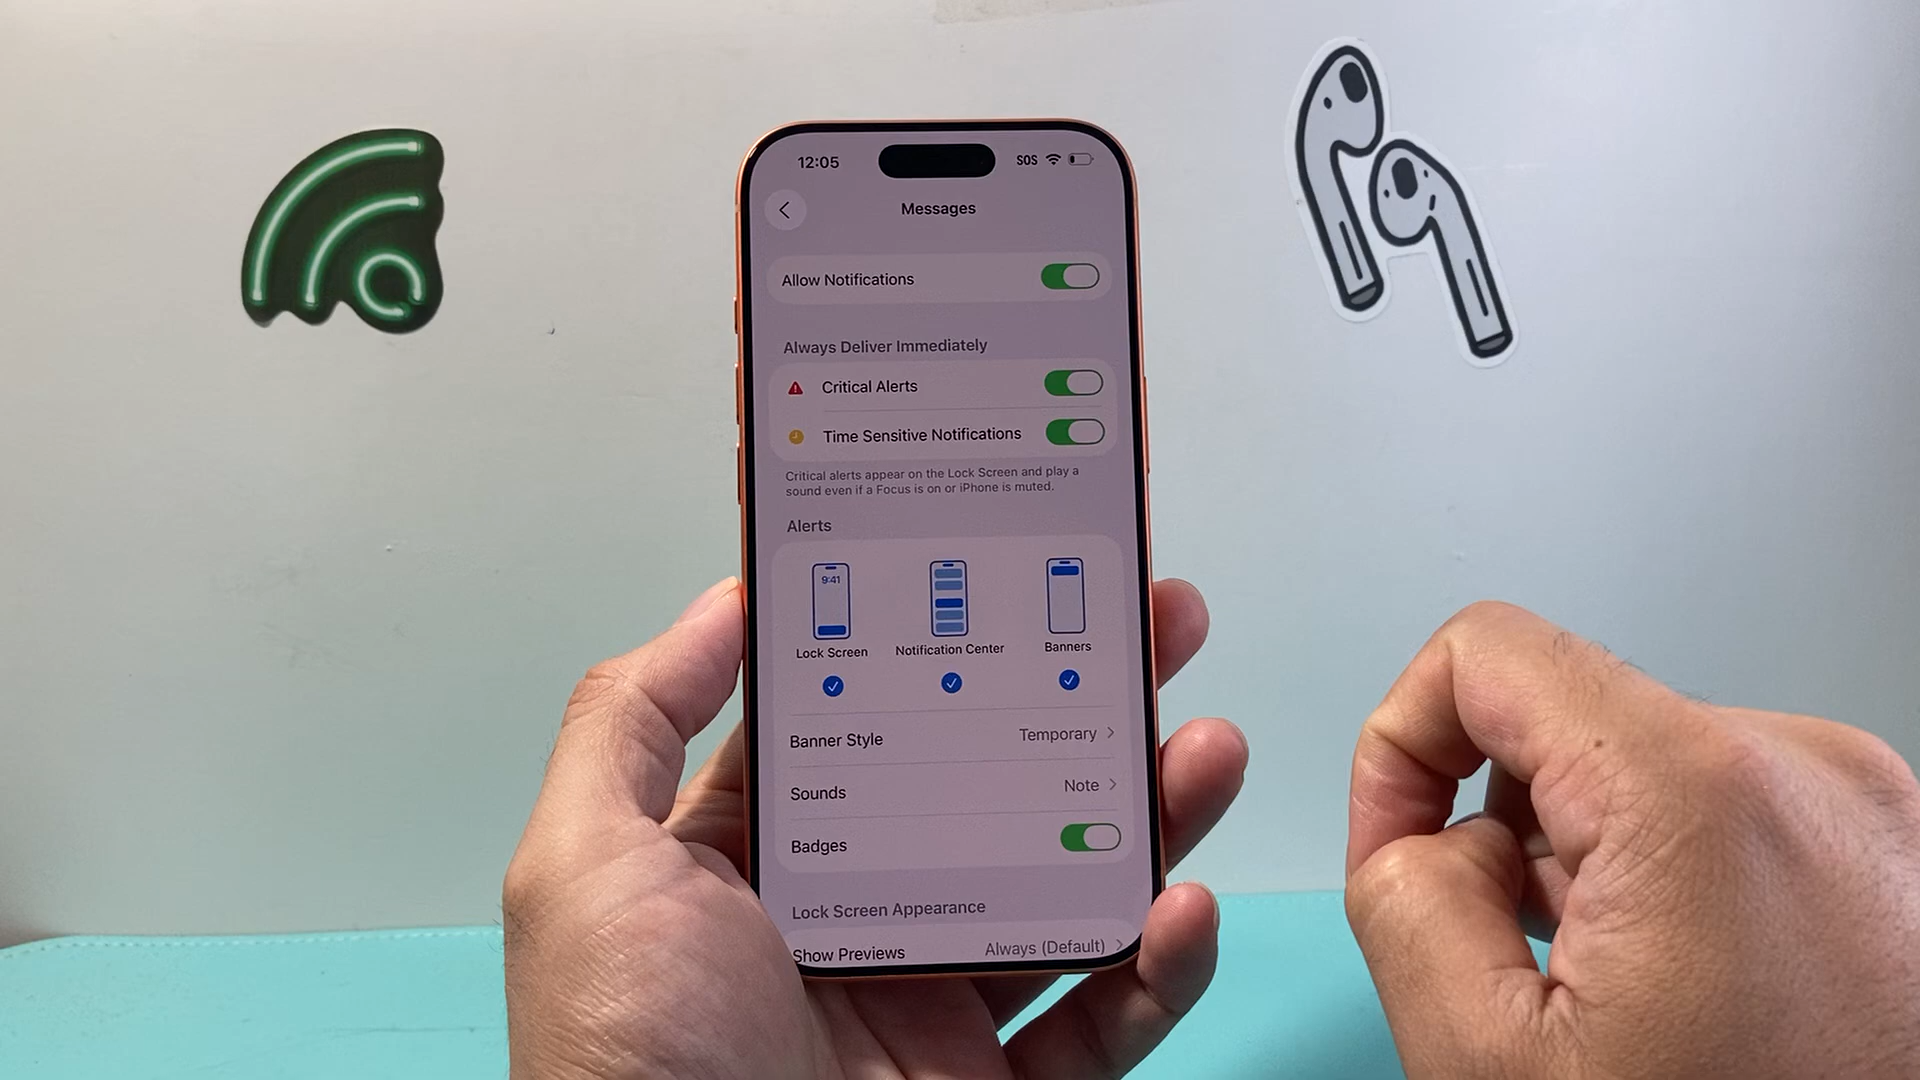 12:05 SOS
Messages
Allow Notifications
Always Deliver Immediately
Critical Alerts
Time Sensitive Notifications
Critical alerts appear on the Lock Screen and play a
sound even if a Focus is on or iPhone is muted.
Alerts
9:41
Lock Screen Notification Center Banners
Banner Style Temporary
Sounds Note
Badges
Lock Screen Appearance
Show Previews Always (Default)